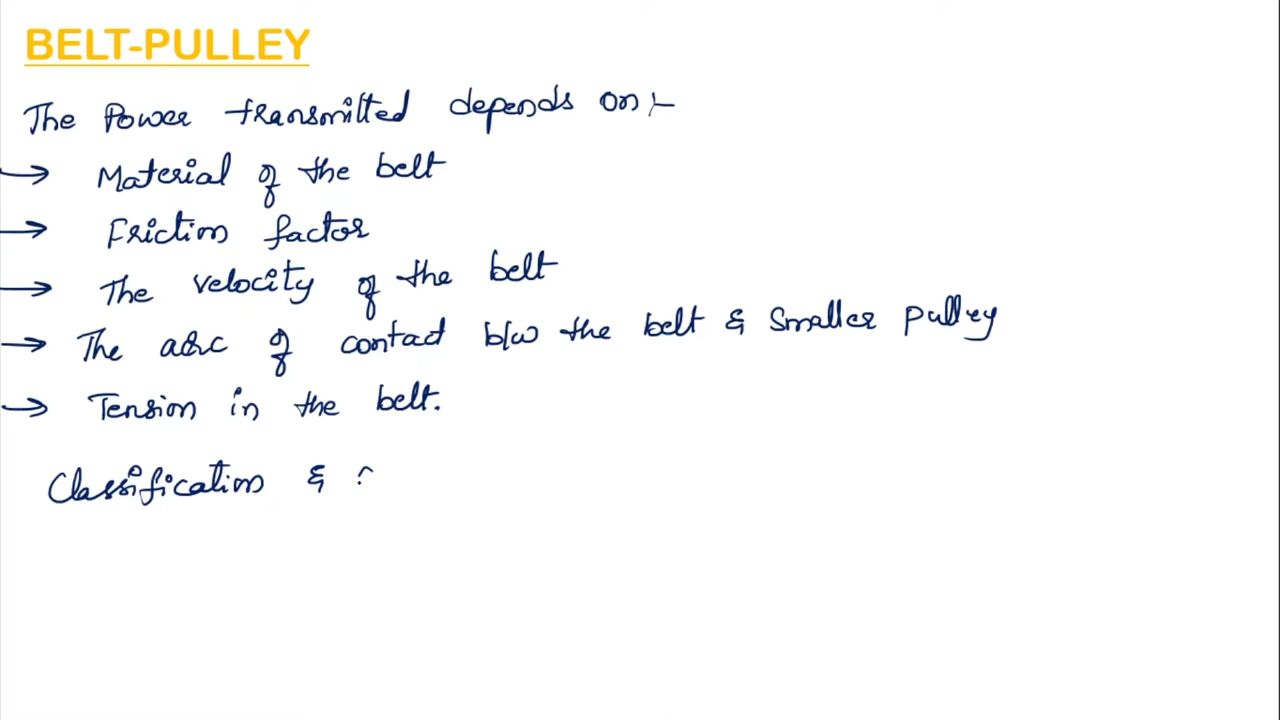 BELT-PULLEY
The Power transmitted depends on:-
→ Material of the belt
→ Friction factor
→ The velocity of the belt
→ The arc of contact b/w the belt & smaller pulley
→ Tension in the belt.
Classification &